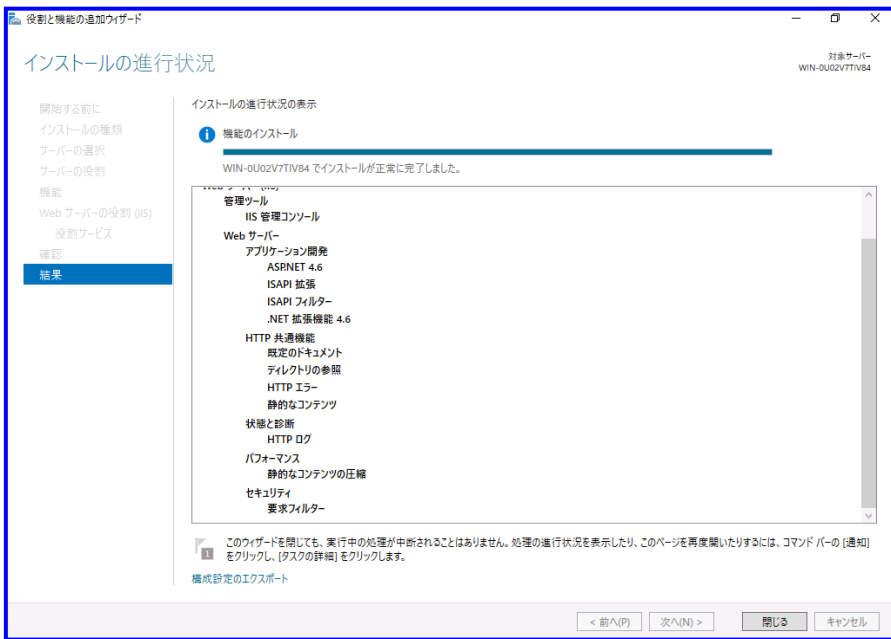 役割と機能の追加ウィザード
インストールの進行状況
対象サーバー
WIN-0U02V7TIV84
開始する前に
インストールの種類
サーバーの選択
サーバーの役割
機能
Web サーバーの役割 (IIS)
役割サービス
確認
結果
インストールの進行状況の表示
機能のインストール
WIN-0U02V7TIV84 でインストールが正常に完了しました。
Web サーバー (IIS)
管理ツール
IIS 管理コンソール
Web サーバー
アプリケーション開発
ASP.NET 4.6
ISAPI 拡張
ISAPI フィルター
.NET 拡張機能 4.6
HTTP 共通機能
既定のドキュメント
ディレクトリの参照
HTTP エラー
静的なコンテンツ
状態と診断
HTTP ログ
パフォーマンス
静的なコンテンツの圧縮
セキュリティ
要求フィルター
1
このウィザードを閉じても、実行中の処理が中断されることはありません。処理の進行状況を表示したり、このページを再度開いたりするには、コマンド バーの [通知]
をクリックし、[タスクの詳細] をクリックします。
構成設定のエクスポート
< 前へ(P)
次へ(N) >
閉じる
キャンセル